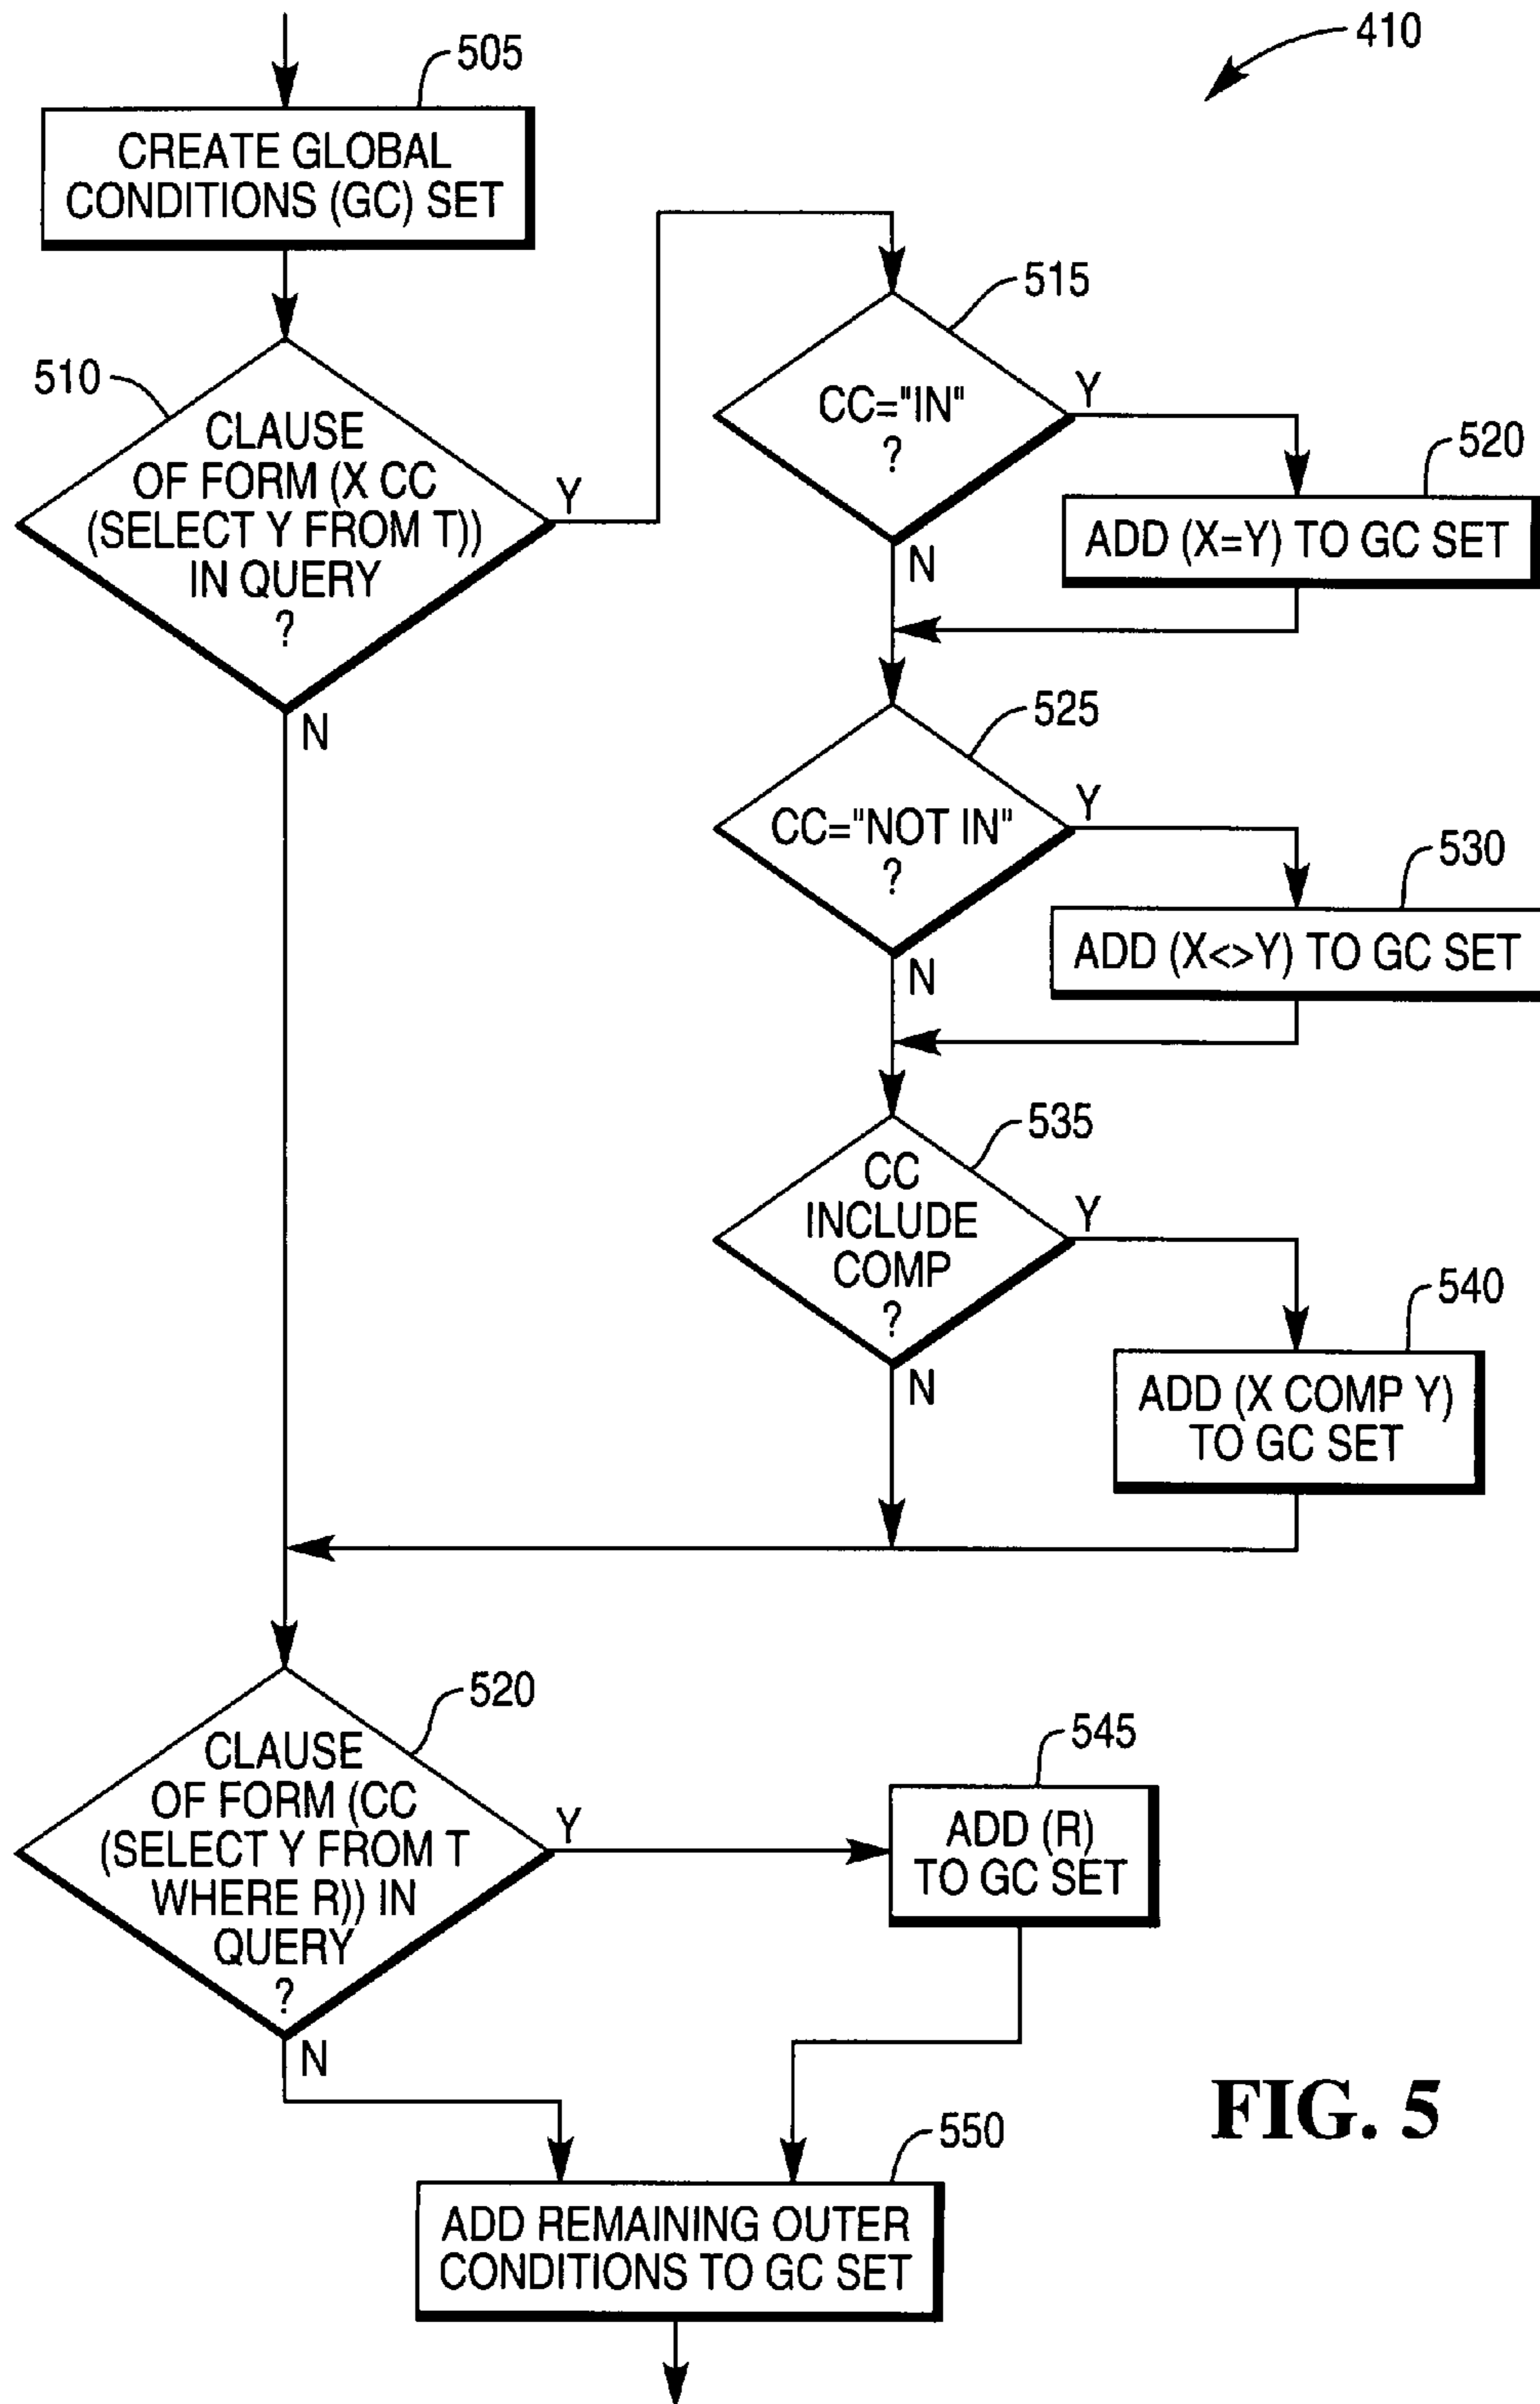 410
505
CREATE GLOBAL
CONDITIONS (GC) SET
510
CLAUSE
OF FORM (X CC
(SELECT Y FROM T))
IN QUERY
?
Y
N
515
CC="IN"
?
Y
N
520
ADD (X=Y) TO GC SET
525
CC="NOT IN"
?
Y
N
530
ADD (X<>Y) TO GC SET
535
CC
INCLUDE
COMP
?
Y
N
540
ADD (X COMP Y)
TO GC SET
520
CLAUSE
OF FORM (CC
(SELECT Y FROM T
WHERE R)) IN
QUERY
?
Y
N
545
ADD (R)
TO GC SET
550
ADD REMAINING OUTER
CONDITIONS TO GC SET
FIG. 5